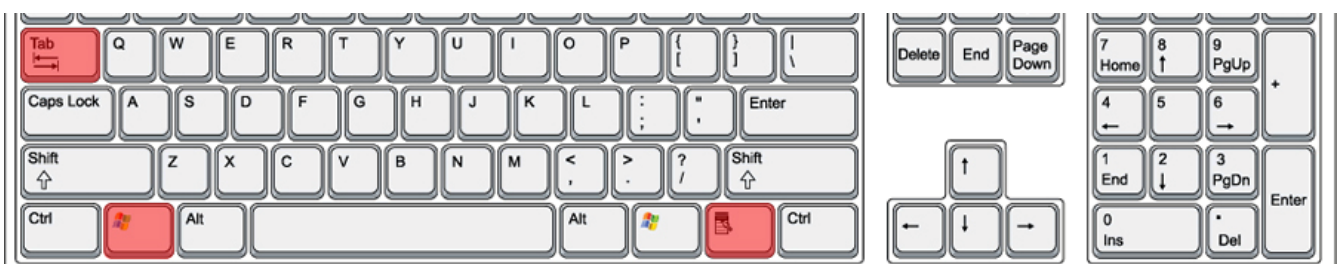 Tab Q W E R T Y U I O P { [ } ] | \ Delete End Page Down 7 Home 8 ↑ 9 PgUp +
Caps Lock A S D F G H J K L : ; " ' Enter 4 ← 5 6 →
Shift Z X C V B N M < , > . ? / Shift ↑ 1 End 2 ↓ 3 PgDn Enter
Ctrl Alt Alt Ctrl ← ↓ → 0 Ins . Del